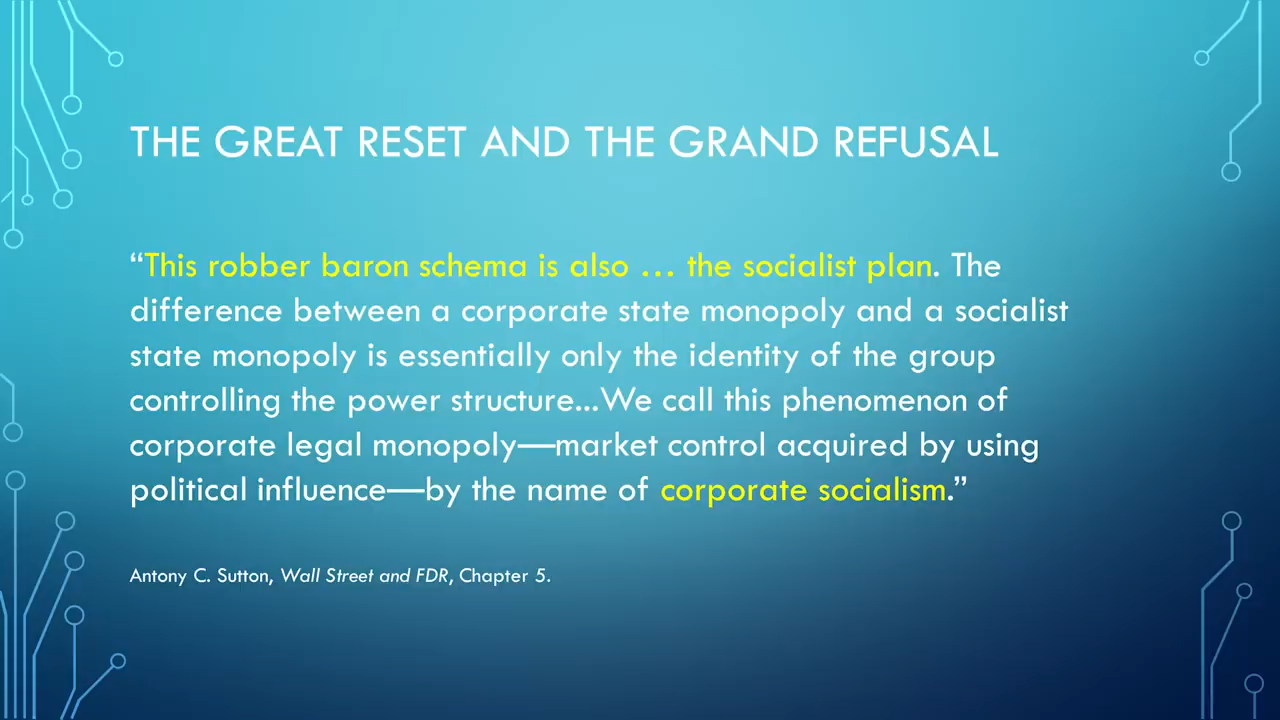 THE GREAT RESET AND THE GRAND REFUSAL
“This robber baron schema is also … the socialist plan. The
difference between a corporate state monopoly and a socialist
state monopoly is essentially only the identity of the group
controlling the power structure...We call this phenomenon of
corporate legal monopoly—market control acquired by using
political influence—by the name of corporate socialism.”
Antony C. Sutton, Wall Street and FDR, Chapter 5.